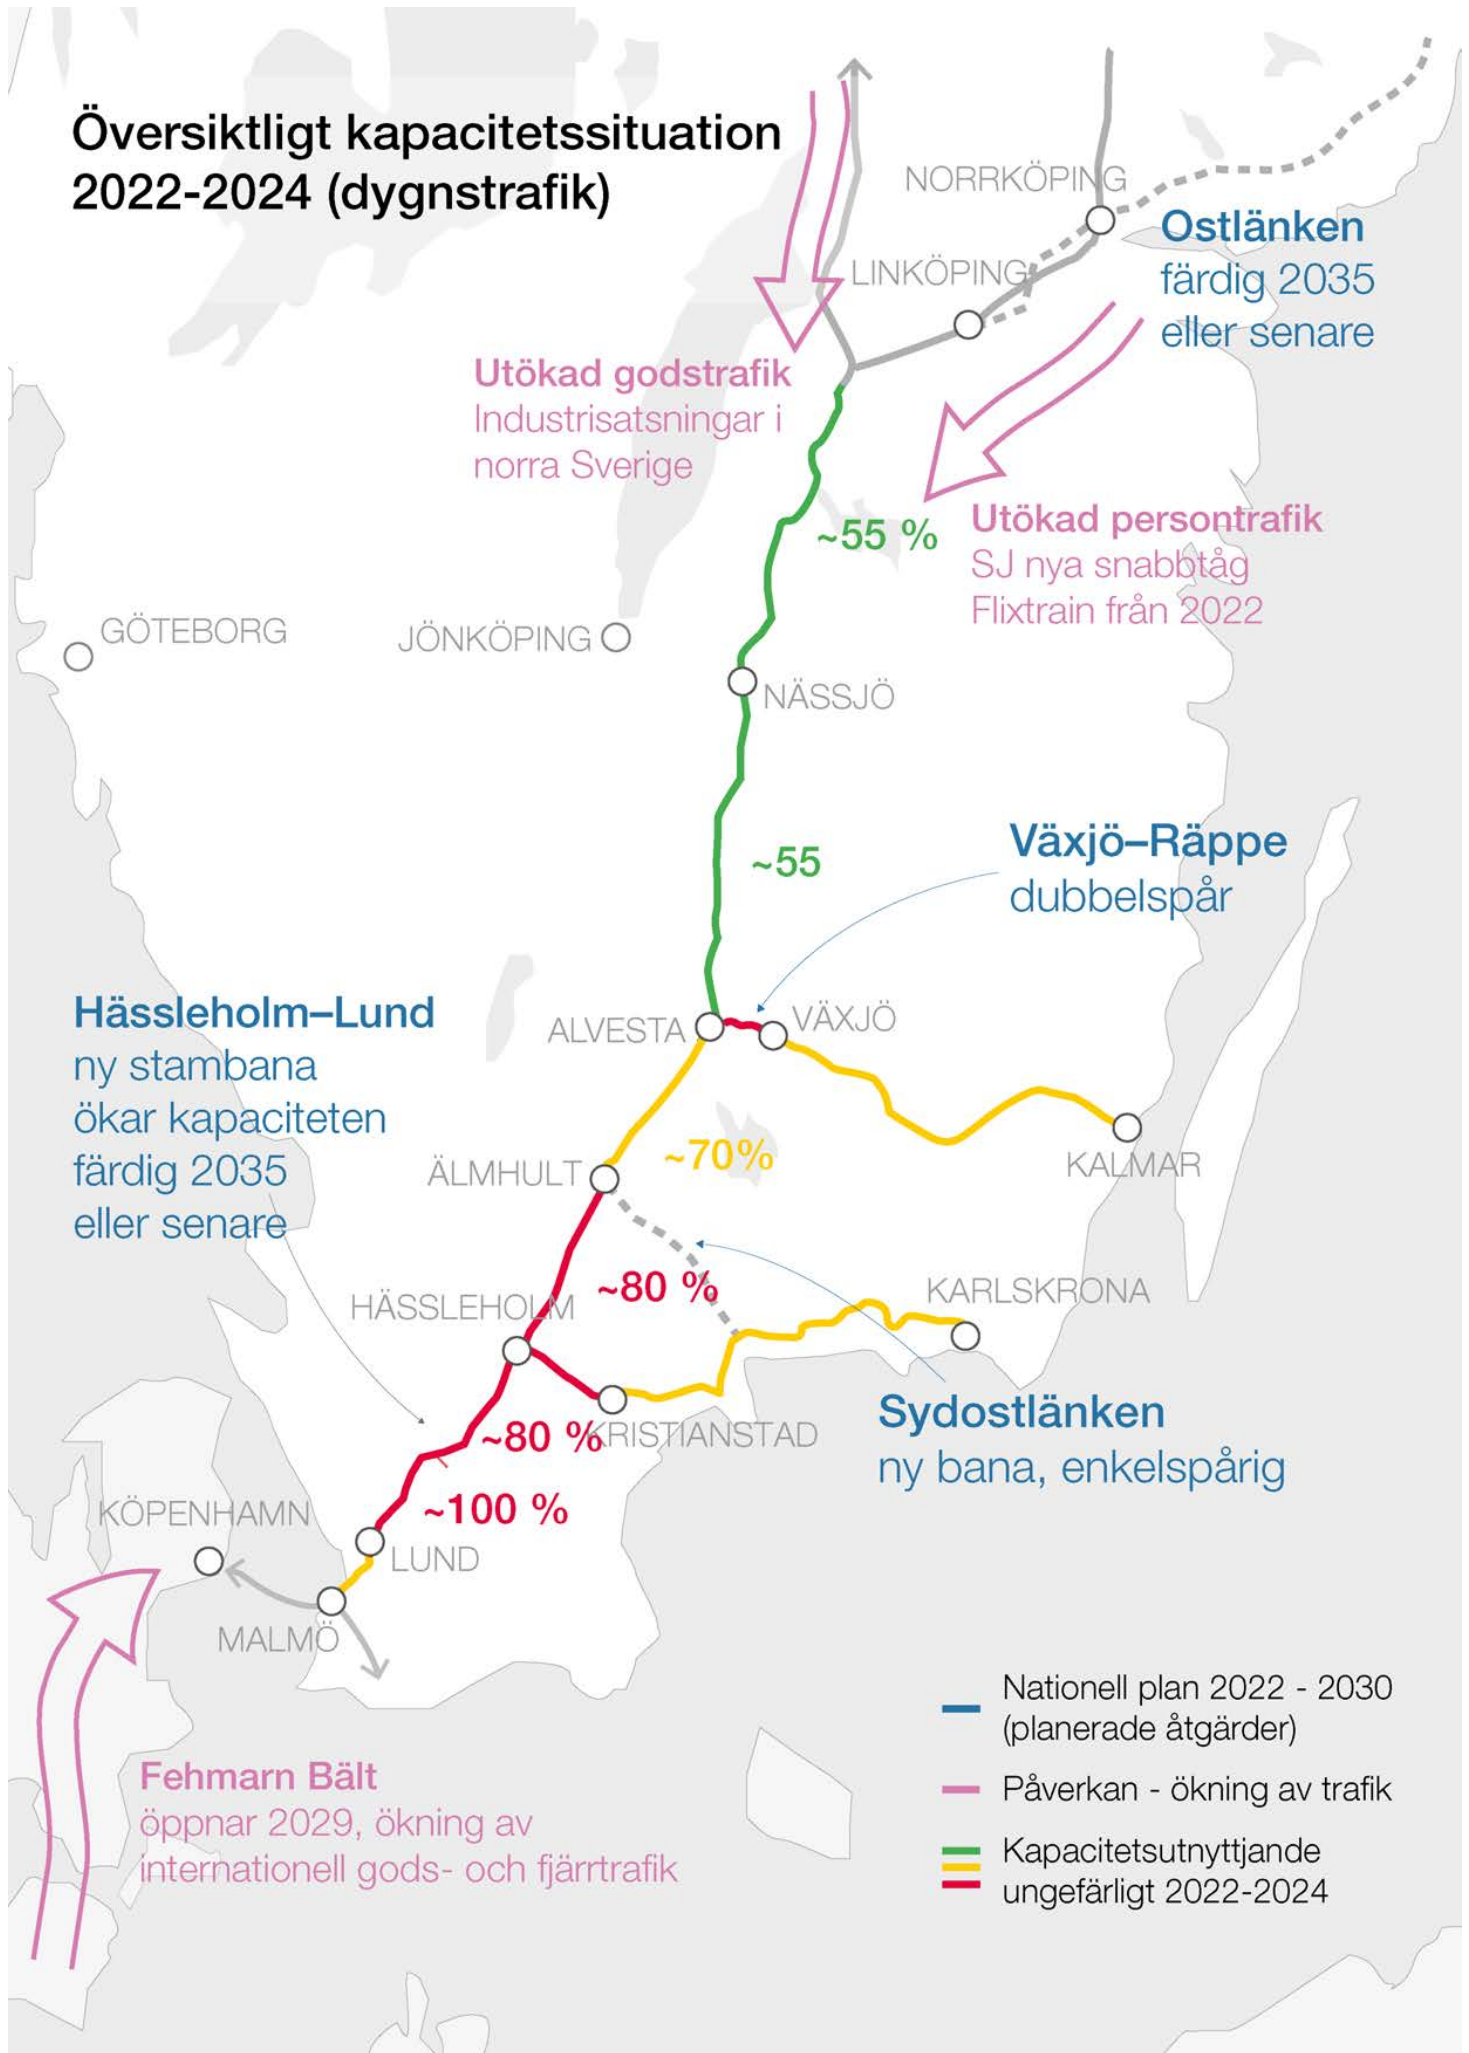 Översiktligt kapacitetssituation
2022-2024 (dygnstrafik)
NORRKÖPING
Ostlänken
färdig 2035
eller senare
LINKÖPING
Utökad godstrafik
Industrisatsningar i
norra Sverige
~55 %
Utökad persontrafik
SJ nya snabbtåg
Flixtrain från 2022
GÖTEBORG
JÖNKÖPING
NÄSSJÖ
~55
Växjö–Räppe
dubbelspår
Hässleholm–Lund
ny stambana
ökar kapaciteten
färdig 2035
eller senare
ALVESTA
VÄXJÖ
~70%
ÄLMHULT
KALMAR
~80 %
HÄSSLEHOLM
KARLSKRONA
Sydostlänken
ny bana, enkelspårig
~80 %
KRISTIANSTAD
~100 %
KÖPENHAMN
LUND
MALMÖ
Fehmarn Bält
öppnar 2029, ökning av
internationell gods- och fjärrtrafik
Nationell plan 2022 - 2030
(planerade åtgärder)
Påverkan - ökning av trafik
Kapacitetsutnyttjande
ungefärligt 2022-2024